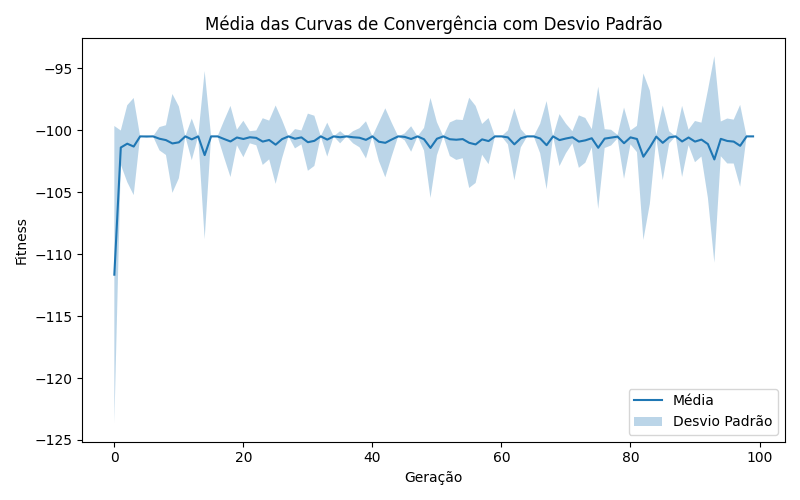 Média das Curvas de Convergência com Desvio Padrão
Fitness
−95
−100
−105
−110
−115
−120
−125
0
20
40
60
80
100
Geração
Média
Desvio Padrão